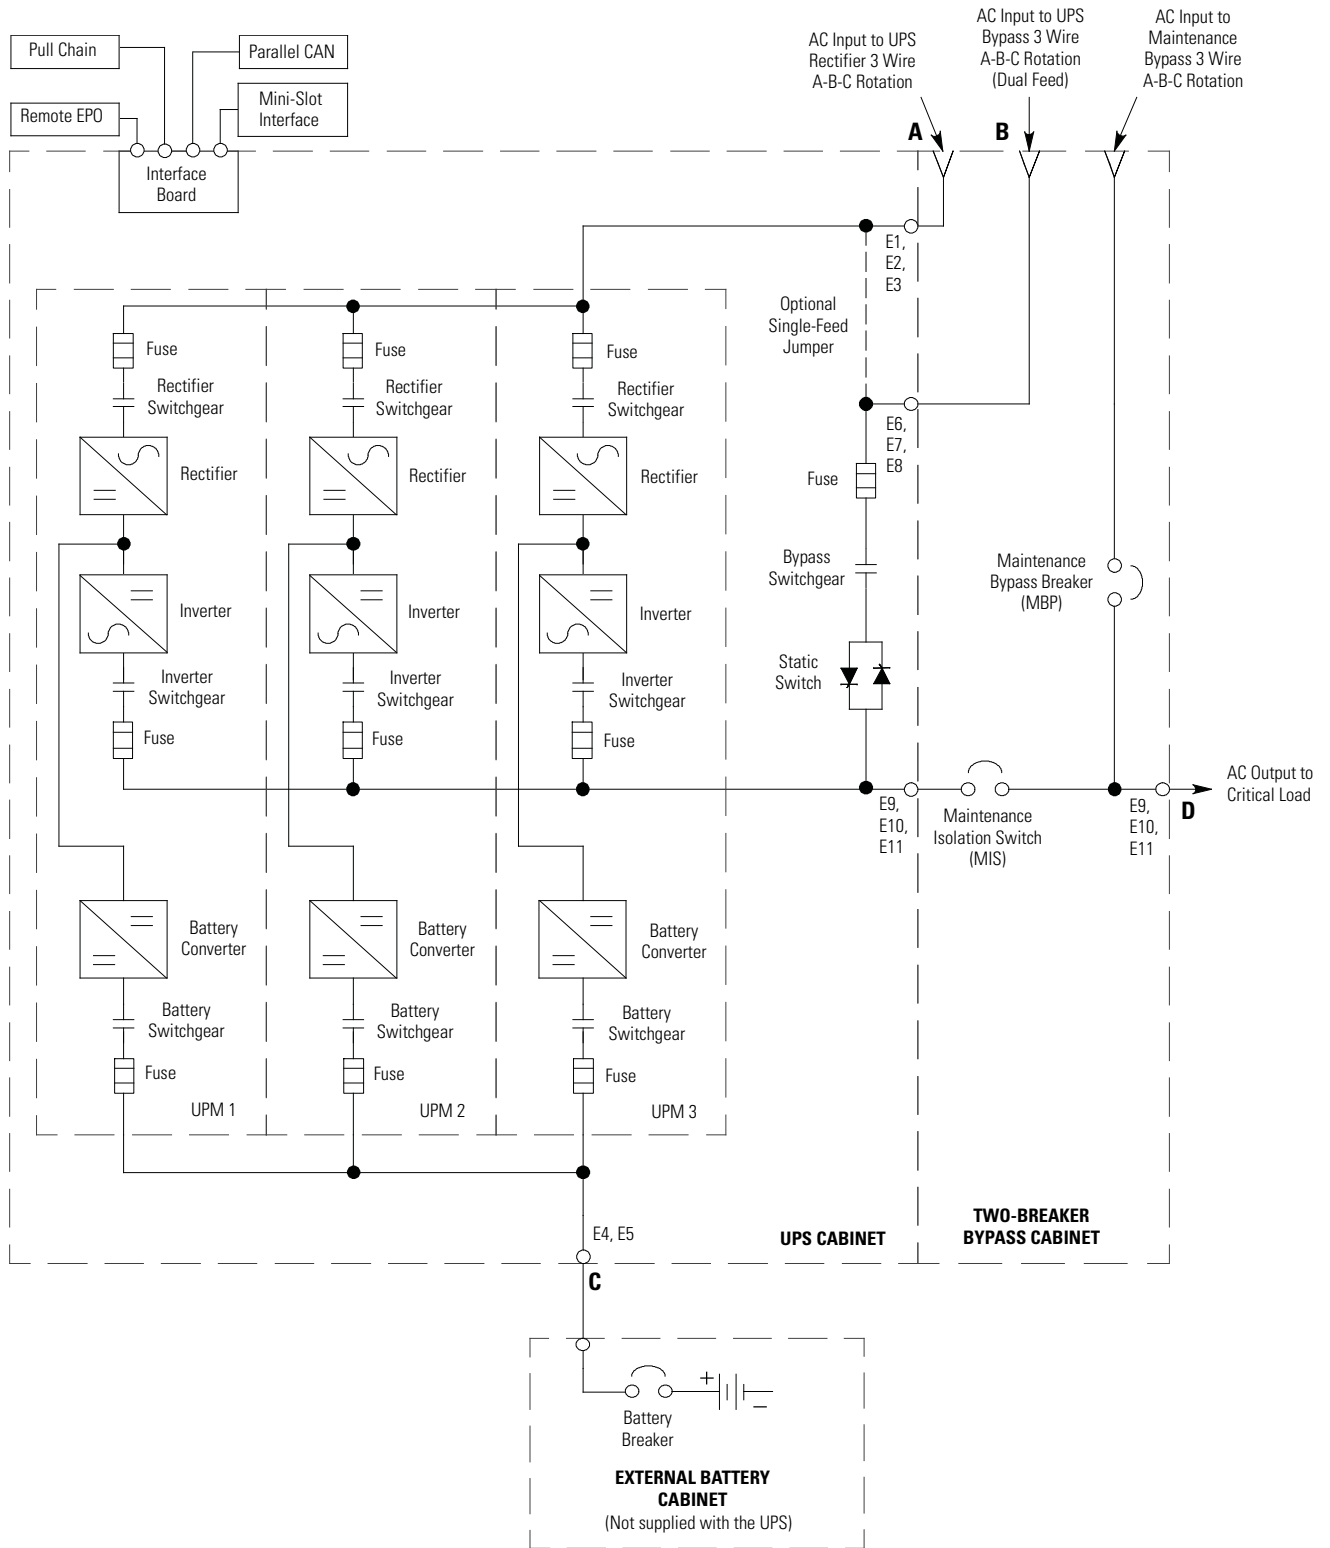 Pull Chain
Parallel CAN
Remote EPO
Mini-Slot
Interface
Interface
Board
AC Input to UPS
Rectifier 3 Wire
A-B-C Rotation
AC Input to UPS
Bypass 3 Wire
A-B-C Rotation
(Dual Feed)
AC Input to
Maintenance
Bypass 3 Wire
A-B-C Rotation
A
B
E1,
E2,
E3
Optional
Single-Feed
Jumper
E6,
E7,
E8
Fuse
Fuse
Fuse
Rectifier
Switchgear
Rectifier
Switchgear
Rectifier
Switchgear
Rectifier
Rectifier
Rectifier
Fuse
Bypass
Switchgear
Maintenance
Bypass Breaker
(MBP)
Inverter
Inverter
Inverter
Static
Switch
Inverter
Switchgear
Inverter
Switchgear
Inverter
Switchgear
Fuse
Fuse
Fuse
E9,
E10,
E11
Maintenance
Isolation Switch
(MIS)
E9,
E10,
E11
D
AC Output to
Critical Load
Battery
Converter
Battery
Converter
Battery
Converter
Battery
Switchgear
Battery
Switchgear
Battery
Switchgear
Fuse
Fuse
Fuse
UPM 1
UPM 2
UPM 3
E4, E5
UPS CABINET
TWO-BREAKER
BYPASS CABINET
C
+
–
Battery
Breaker
EXTERNAL BATTERY
CABINET
(Not supplied with the UPS)